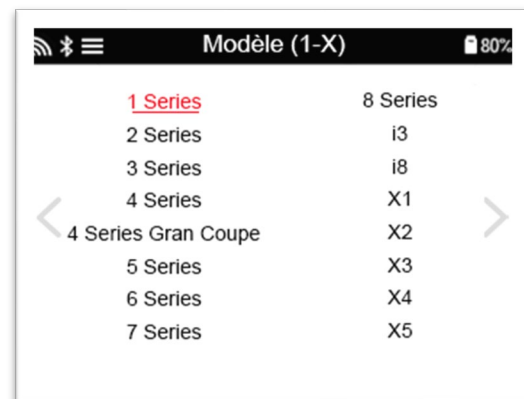 Modèle (1-X)
80%
1 Series
2 Series
3 Series
4 Series
4 Series Gran Coupe
5 Series
6 Series
7 Series
8 Series
i3
i8
X1
X2
X3
X4
X5